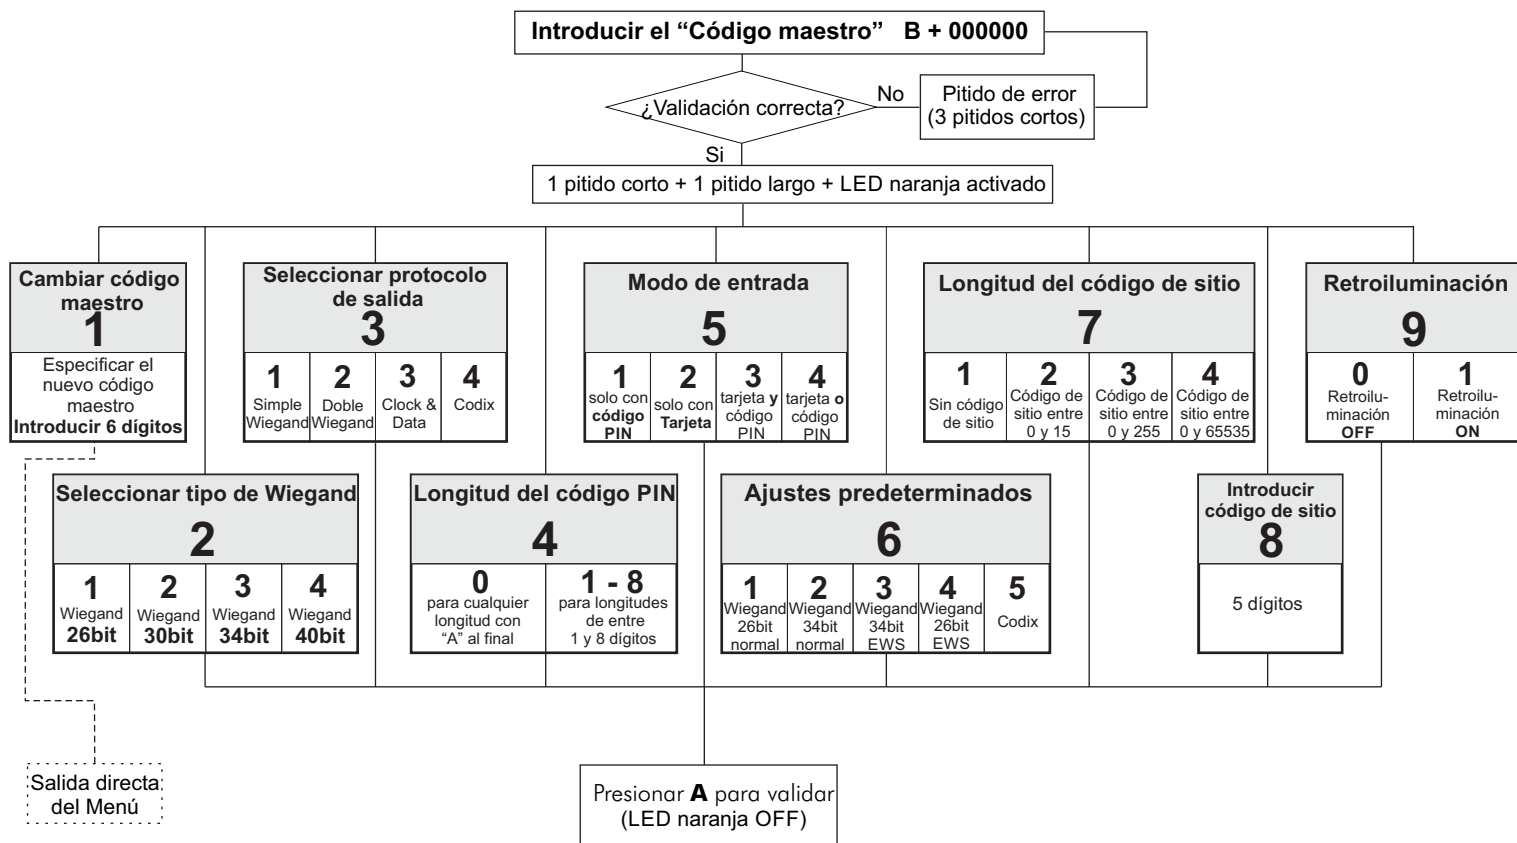 Introducir el “Código maestro” B + 000000
¿Validación correcta?
No
Pitido de error
(3 pitidos cortos)
Si
1 pitido corto + 1 pitido largo + LED naranja activado
Cambiar código
maestro
1
Especificar el
nuevo código
maestro
Introducir 6 dígitos
Seleccionar protocolo
de salida
3
1
Simple
Wiegand
2
Doble
Wiegand
3
Clock &
Data
4
Codix
Modo de entrada
5
1
solo con
código
PIN
2
solo con
Tarjeta
3
tarjeta y
código
PIN
4
tarjeta o
código
PIN
Longitud del código de sitio
7
1
Sin código
de sitio
2
Código de
sitio entre
0 y 15
3
Código de
sitio entre
0 y 255
4
Código de
sitio entre
0 y 65535
Retroiluminación
9
0
Retroilu-
minación
OFF
1
Retroilu-
minación
ON
Seleccionar tipo de Wiegand
2
1
Wiegand
26bit
2
Wiegand
30bit
3
Wiegand
34bit
4
Wiegand
40bit
Longitud del código PIN
4
0
para cualquier
longitud con
“A” al final
1 - 8
para longitudes
de entre
1 y 8 dígitos
Ajustes predeterminados
6
1
Wiegand
26bit
normal
2
Wiegand
34bit
normal
3
Wiegand
34bit
EWS
4
Wiegand
26bit
EWS
5
Codix
Introducir
código de sitio
8
5 dígitos
Salida directa
del Menú
Presionar A para validar
(LED naranja OFF)